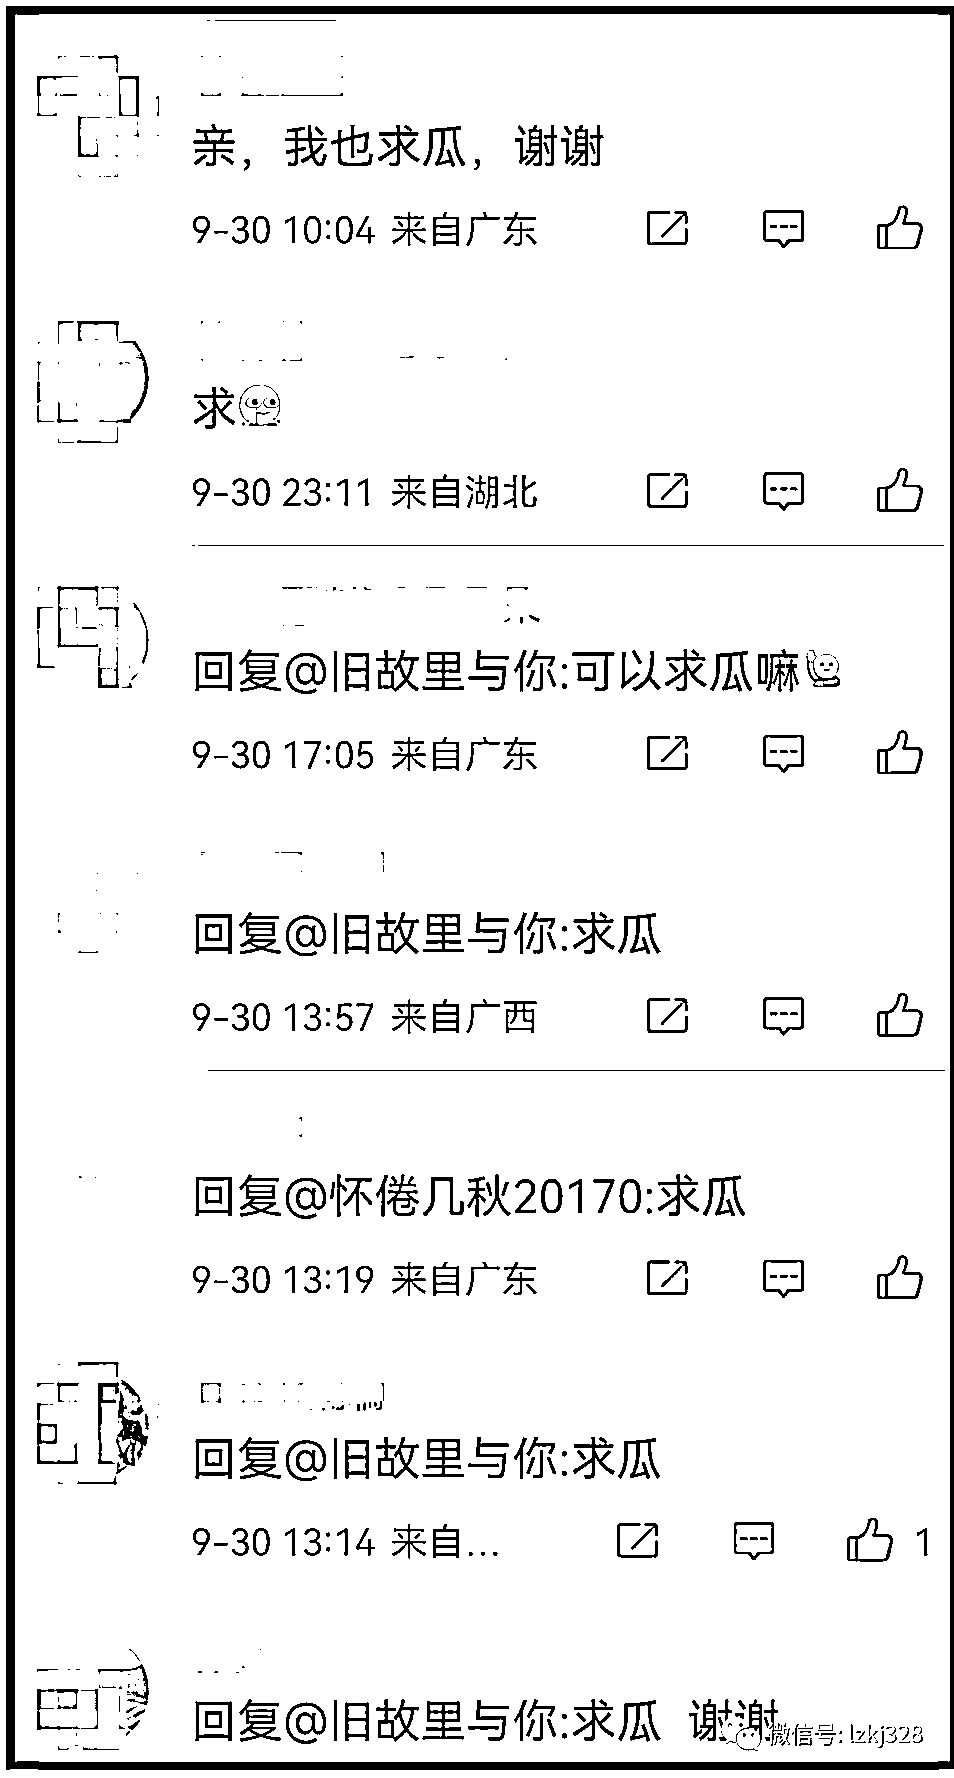 亲，我也求瓜，谢谢
9-30 10:04 来自广东
求
9-30 23:11 来自湖北
回复@旧故里与你:可以求瓜嘛
9-30 17:05 来自广东
回复@旧故里与你:求瓜
9-30 13:57 来自广西
回复@怀倦几秋20170:求瓜
9-30 13:19 来自广东
回复@旧故里与你:求瓜
9-30 13:14 来自... 1
回复@旧故里与你:求瓜 谢谢
微信号: lzkj328